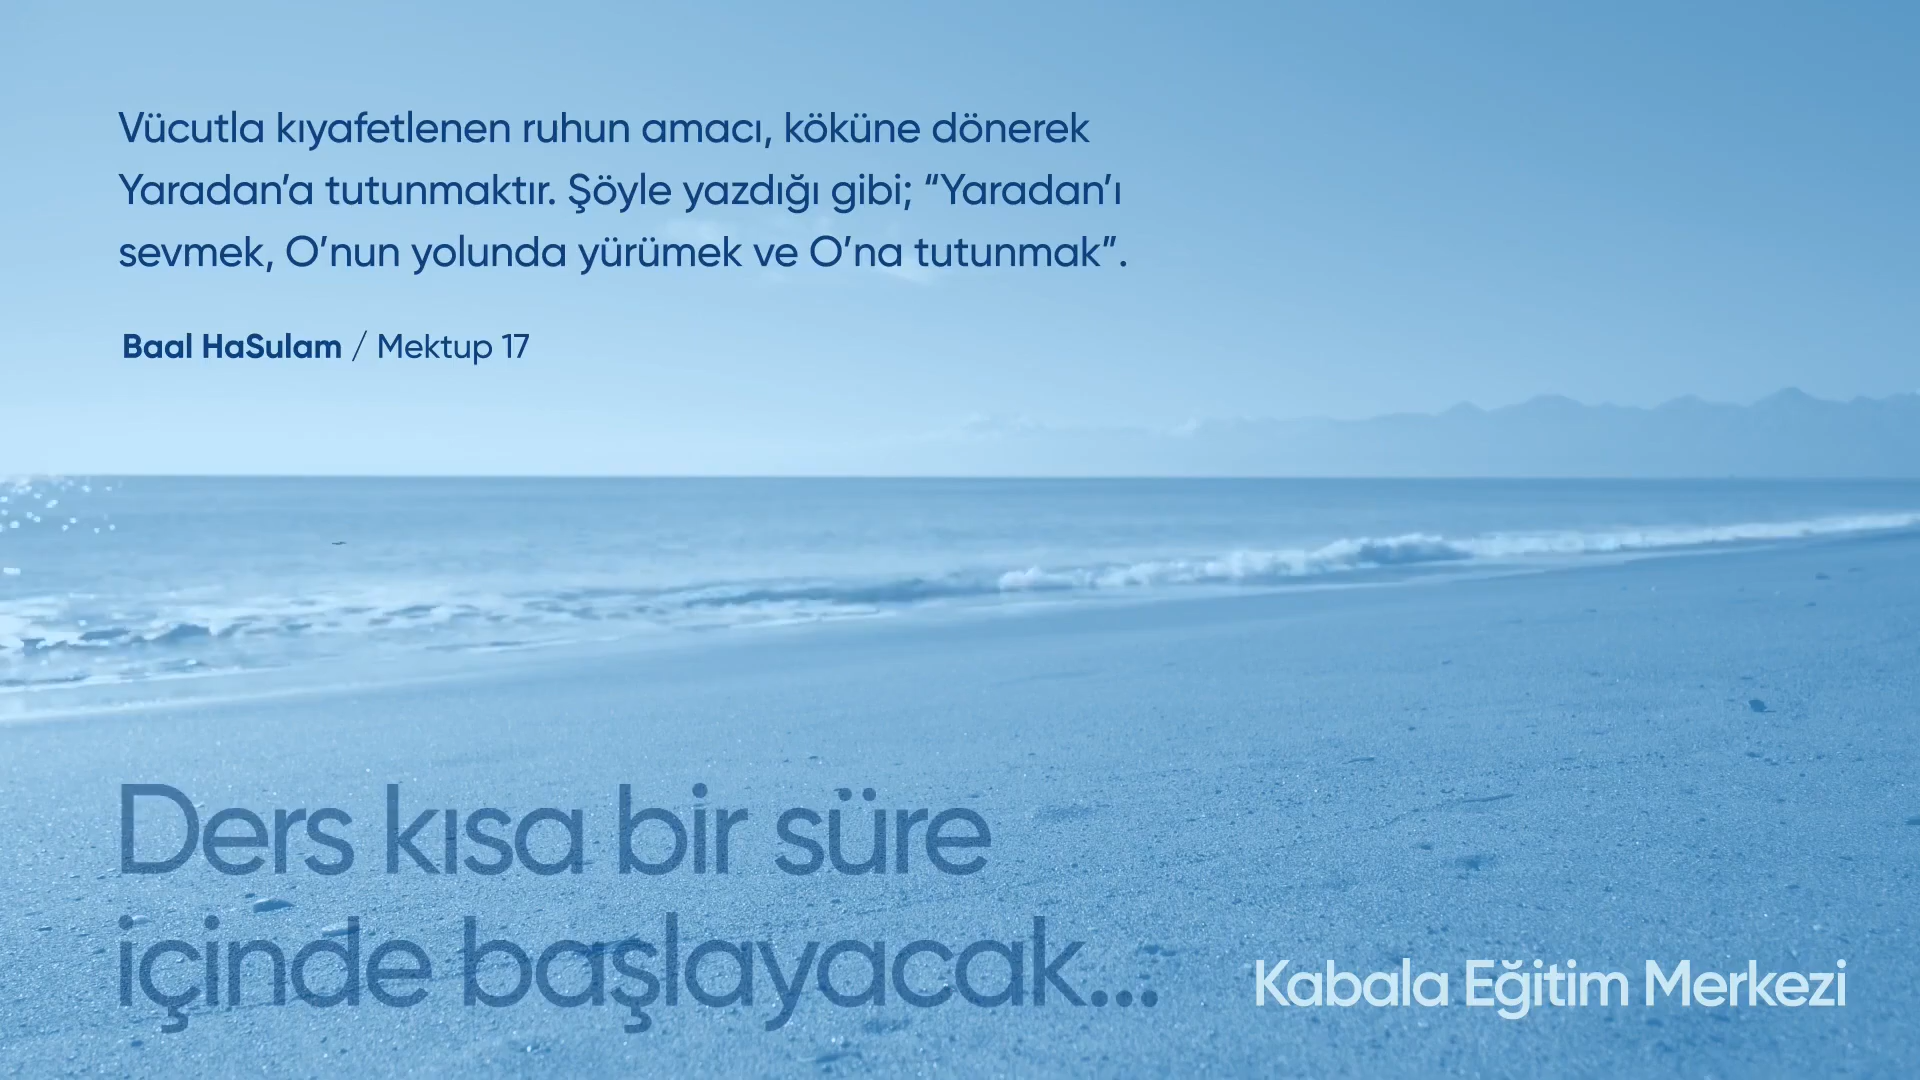 Vücutla kıyafetlenen ruhun amacı, köküne dönerek
Yaradan’a tutunmaktır. Şöyle yazdığı gibi; “Yaradan’ı
sevmek, O’nun yolunda yürümek ve O’na tutunmak”.
Baal HaSulam / Mektup 17
Ders kısa bir süre
içinde başlayacak...
Kabala Eğitim Merkezi